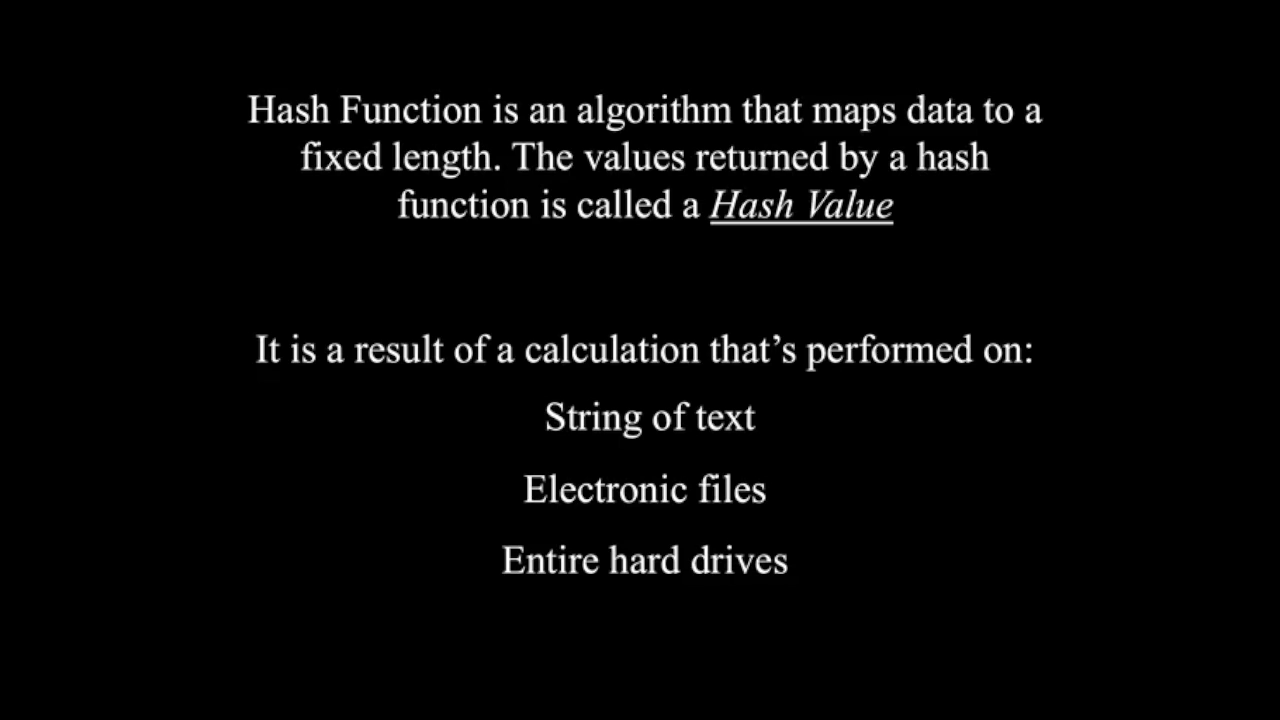 Hash Function is an algorithm that maps data to a
fixed length. The values returned by a hash
function is called a Hash Value
It is a result of a calculation that’s performed on:
String of text
Electronic files
Entire hard drives